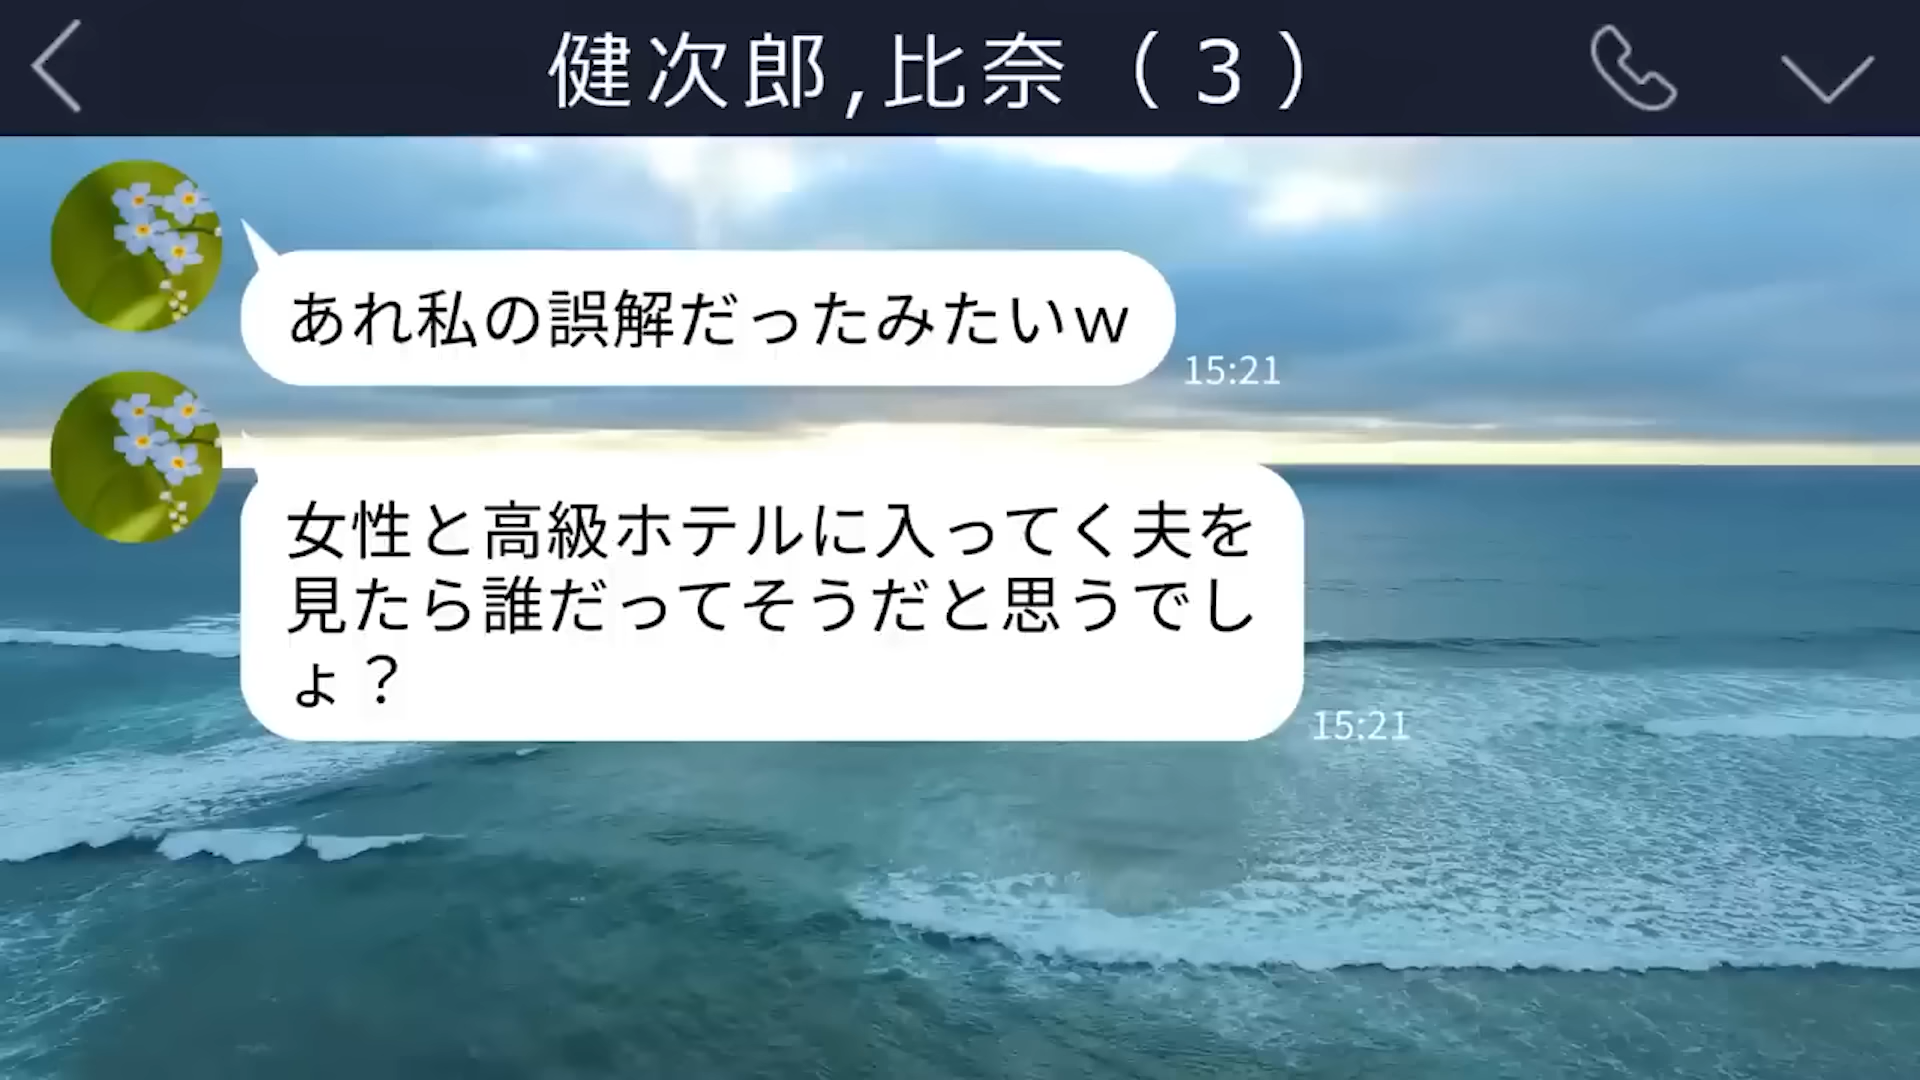 健次郎,比奈（3）
あれ私の誤解だったみたいｗ
15:21
女性と高級ホテルに入ってく夫を
見たら誰だってそうだと思うでし
ょ？
15:21